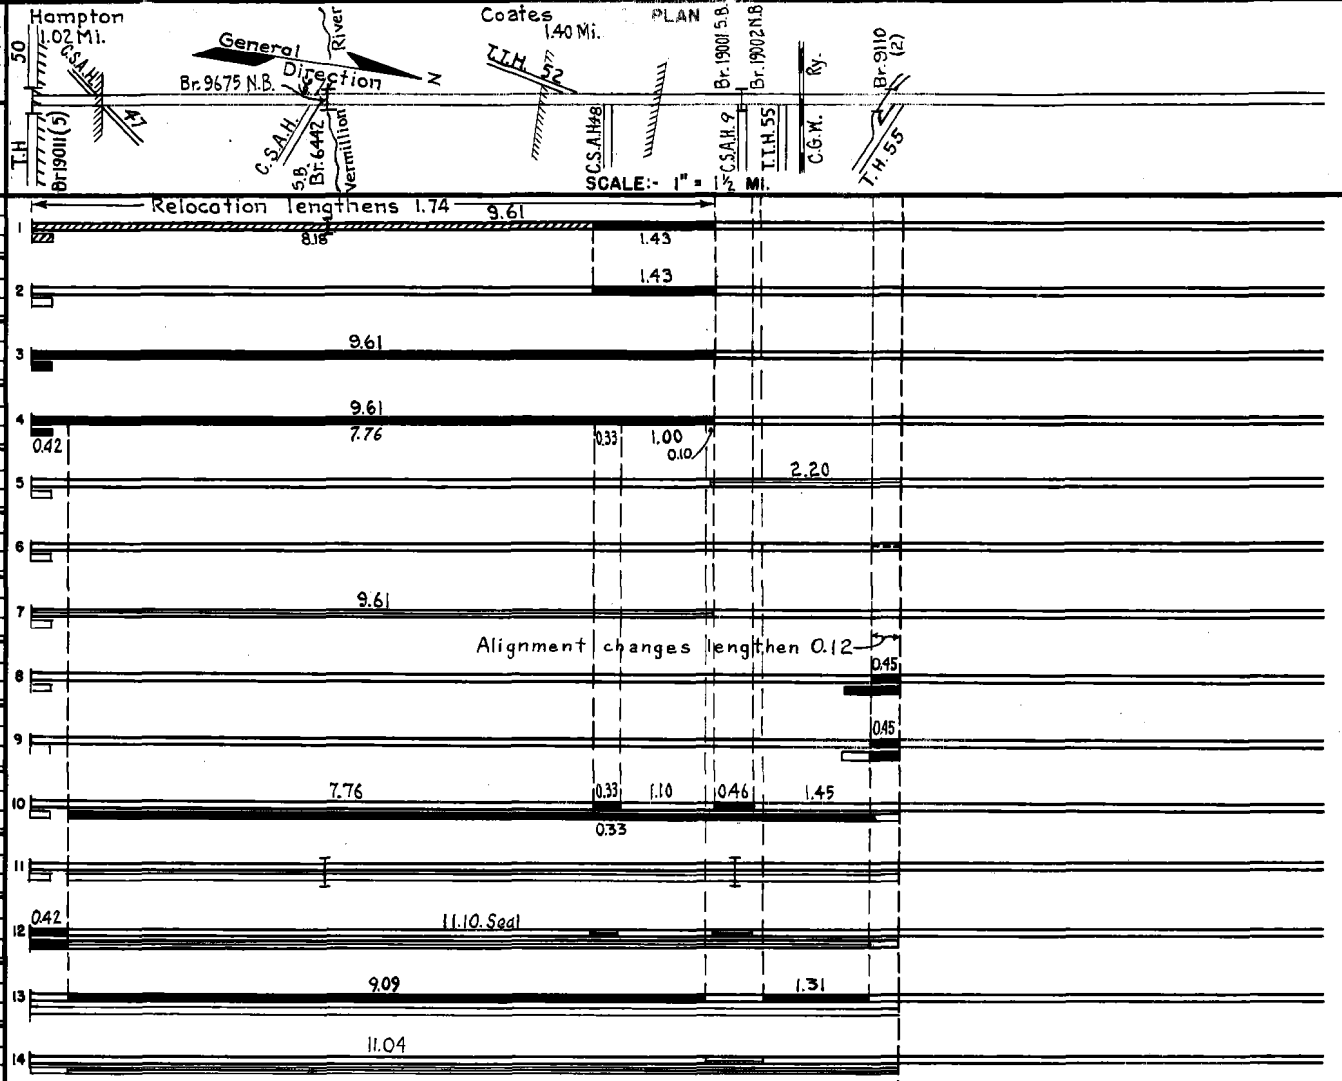 Hampton
1.02 Mi.
50
T.H
C.S.A.H.
47
Br19011(5)
General
Direction
N
Br. 9675 N.B.
River
C.S.A.H.
S.B.
Br. 6442
Vermillion
Coates
1.40 Mi.
T.T.H. 52
PLAN
C.S.A.H48
Br. 19001 S.B.
Br. 19002 N.B
C.S.A.H. 9
T.T.H. 55
C.G.W. Ry.
Br. 9110
(2)
T.H. 55
SCALE:- 1" = 1½ MI.
Relocation lengthens 1.74
9.61
1
8.18
1.43
1.43
2
9.61
3
9.61
4
0.42
7.76
0.33
1.00
0.10
2.20
5
6
9.61
7
Alignment changes lengthen 0.12
0.45
8
0.45
9
7.76
0.33
1.10
0.46
1.45
10
0.33
11
0.42
11.10. Seal
12
9.09
1.31
13
11.04
14